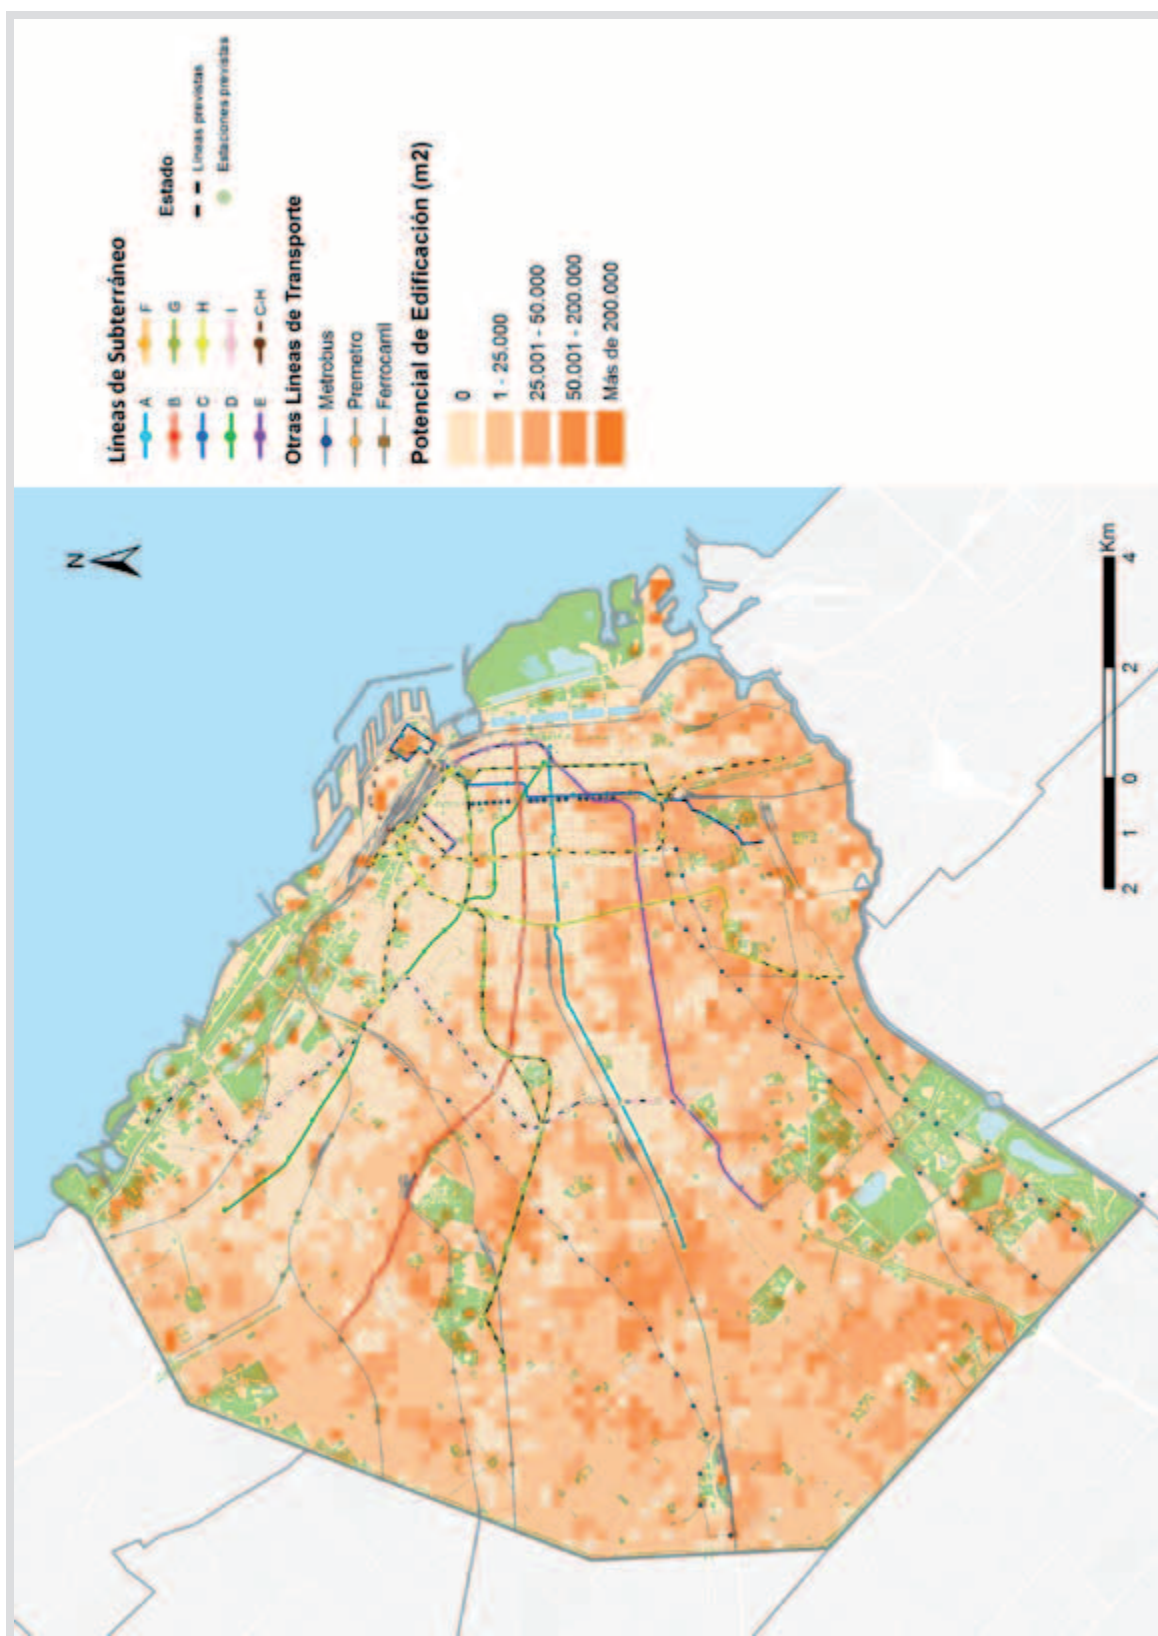 Líneas de Subterráneo
A
B
C
D
E
F
G
H
I
C-H
Estado
Líneas previstas
Estaciones previstas
Otras Líneas de Transporte
Metrobus
Premetro
Ferrocarril
Potencial de Edificación (m2)
0
1 - 25.000
25.001 - 50.000
50.001 - 200.000
Más de 200.000
N
2 1 0 2 4
Km